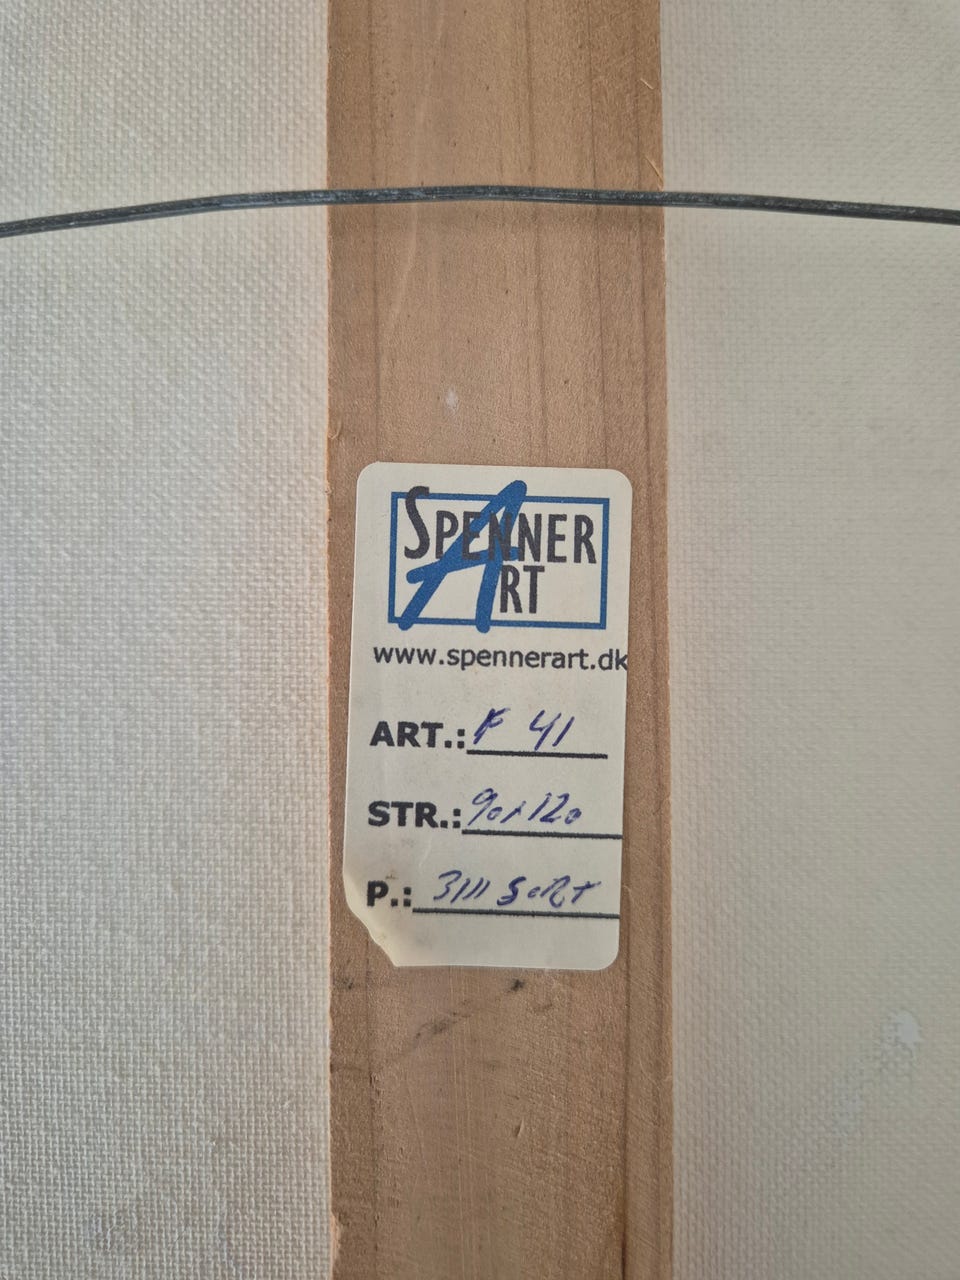 SPENNER
ART
www.spennerart.dk
ART.: F 41
STR.: 90x120
P.: 3111 SORT